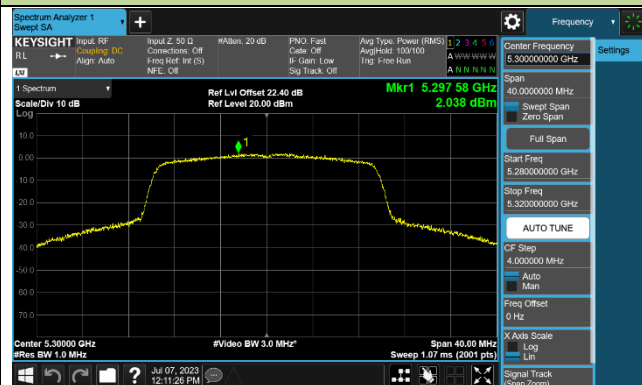 Spectrum Analyzer 1
Swept SA
Frequency
KEYSIGHT
Input: RF
Coupling: DC
Align: Auto
RL
LXI
Input Z: 50 Ω
Corrections: Off
Freq Ref: Int (S)
NFE: Off
#Atten: 20 dB
PNO: Fast
Gate: Off
IF Gain: Low
Sig Track: Off
Avg Type: Power (RMS)
Avg|Hold: 100/100
Trig: Free Run
1 2 3 4 5 6
A W W W W W
A N N N N N
Center Frequency
5.300000000 GHz
Settings
Span
40.0000000 MHz
Swept Span
Zero Span
Full Span
Start Freq
5.280000000 GHz
Stop Freq
5.320000000 GHz
AUTO TUNE
CF Step
4.000000 MHz
Auto
Man
Freq Offset
0 Hz
X Axis Scale
Log
Lin
Signal Track
(Span Zoom)
1 Spectrum
Scale/Div 10 dB
Log
Ref Lvl Offset 22.40 dB
Ref Level 20.00 dBm
Mkr1 5.297 58 GHz
2.038 dBm
1
10.0
0.00
-10.0
-20.0
-30.0
-40.0
-50.0
-60.0
-70.0
Center 5.30000 GHz
#Res BW 1.0 MHz
#Video BW 3.0 MHz*
Span 40.00 MHz
Sweep 1.07 ms (2001 pts)
Jul 07, 2023
12:11:26 PM